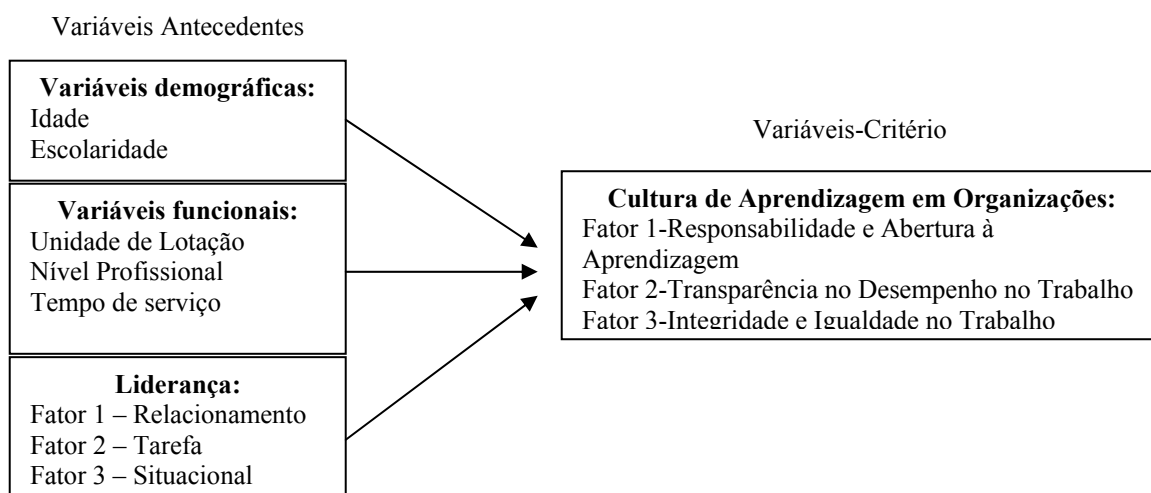 Variáveis Antecedentes
Variáveis demográficas:
Idade
Escolaridade
Variáveis funcionais:
Unidade de Lotação
Nível Profissional
Tempo de serviço
Liderança:
Fator 1 – Relacionamento
Fator 2 – Tarefa
Fator 3 – Situacional
Variáveis-Critério
Cultura de Aprendizagem em Organizações:
Fator 1-Responsabilidade e Abertura à
Aprendizagem
Fator 2-Transparência no Desempenho no Trabalho
Fator 3-Integridade e Igualdade no Trabalho